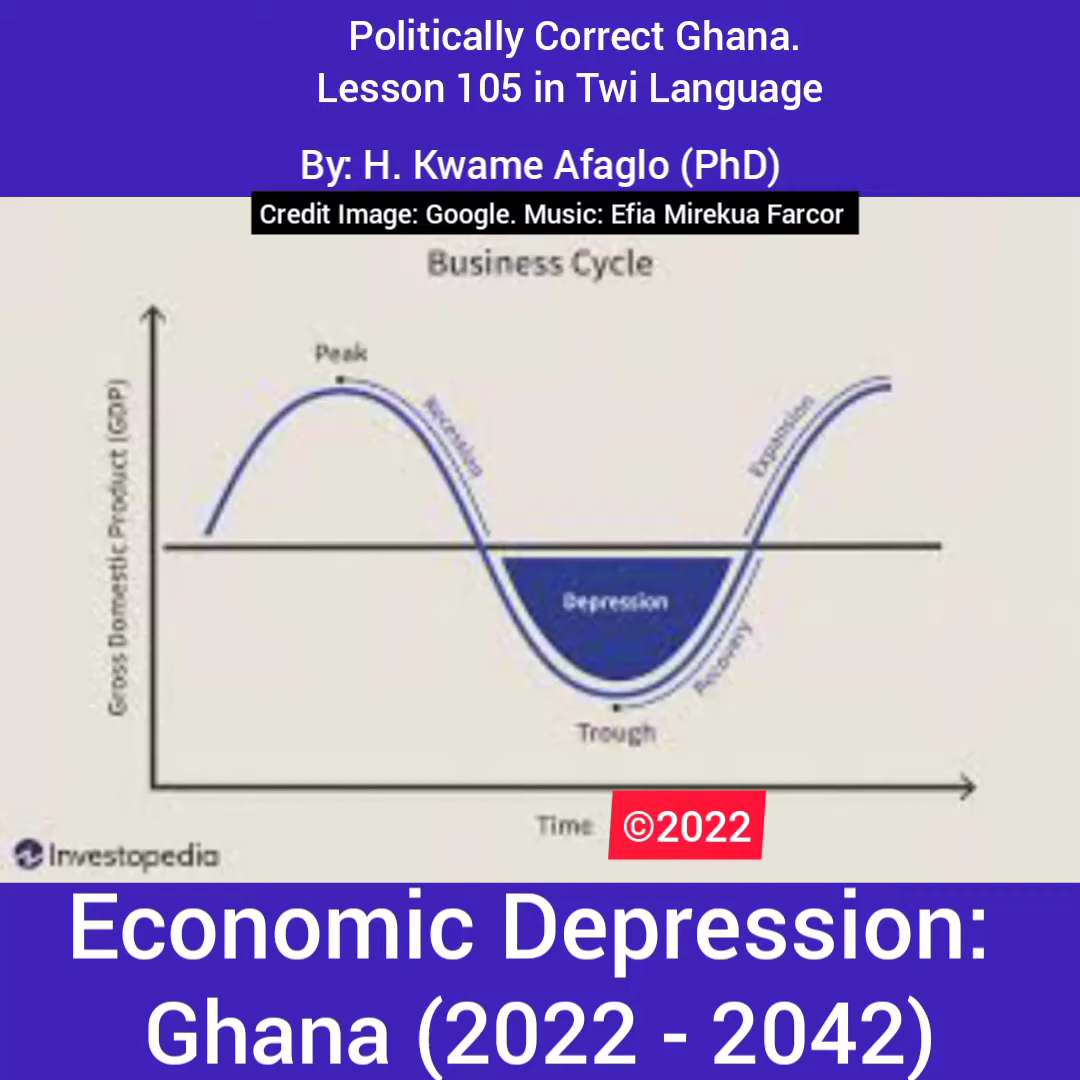 Politically Correct Ghana.
Lesson 105 in Twi Language
By: H. Kwame Afaglo (PhD)
Credit Image: Google. Music: Efia Mirekua Farcor
Business Cycle
Peak
Recession
Expansion
Gross Domestic Product (GDP)
Depression
Recovery
Trough
Time
©2022
Investopedia
Economic Depression:
Ghana (2022 - 2042)